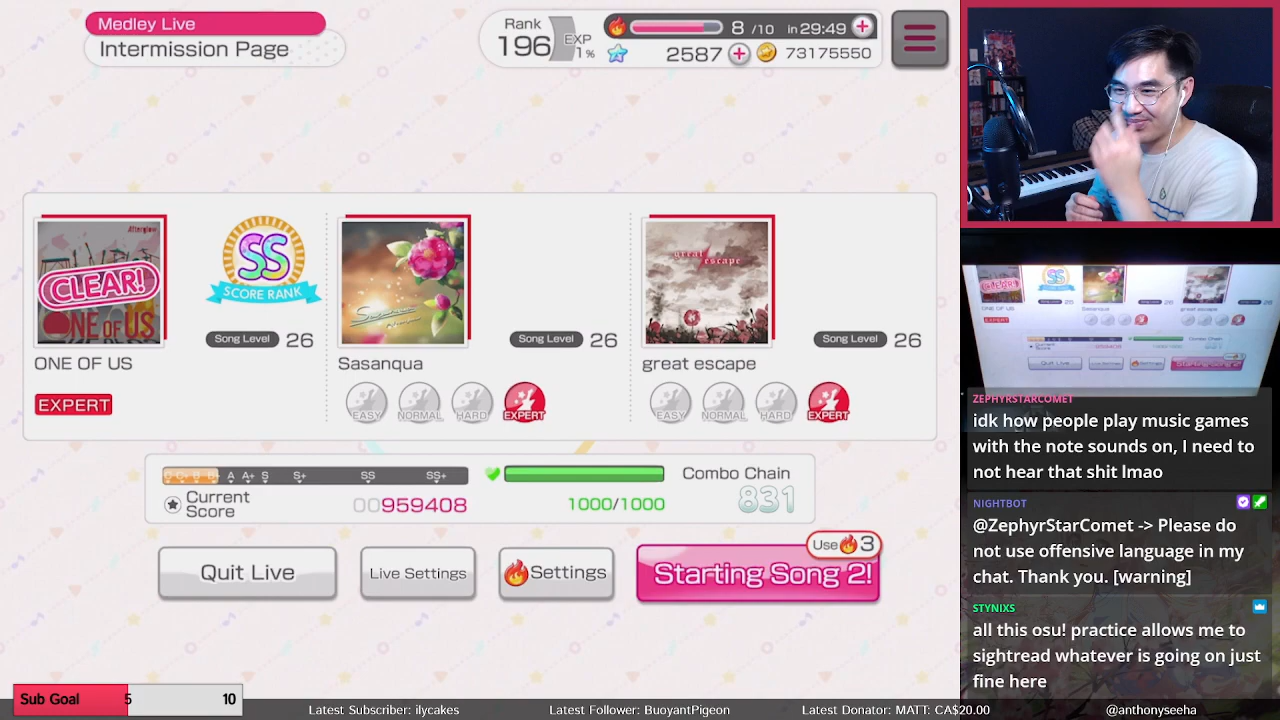 Medley Live
Intermission Page
Rank
196
EXP
1%
8 /10 in 29:49
2587
73175550
Afterglow
CLEAR!
ONE OF US
SS
SCORE RANK
Song Level 26
ONE OF US
EXPERT
Sasanqua
Song Level 26
Sasanqua
EASY NORMAL HARD EXPERT
great escape
Song Level 26
great escape
EASY NORMAL HARD EXPERT
C C+ B B+ A A+ S S+ SS SS+
Current
Score
00959408
1000/1000
Combo Chain
831
Quit Live
Live Settings
Settings
Use 3
Starting Song 2!
ZEPHYRSTARCOMET
idk how people play music games
with the note sounds on, I need to
not hear that shit lmao
NIGHTBOT
@ZephyrStarComet -> Please do
not use offensive language in my
chat. Thank you. [warning]
STYNIXS
all this osu! practice allows me to
sightread whatever is going on just
fine here
Sub Goal 5 10
Latest Subscriber: ilycakes
Latest Follower: BuoyantPigeon
Latest Donator: MATT: CA$20.00
@anthonyseeha